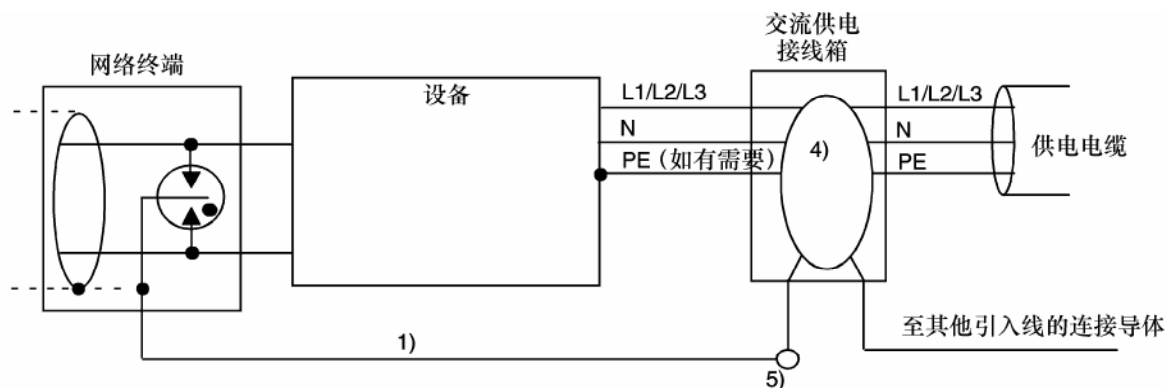 交流供电
接线箱
网络终端
设备
L1/L2/L3
N
PE（如有需要）
4)
L1/L2/L3
N
PE
供电电缆
至其他引入线的连接导体
1)
5)